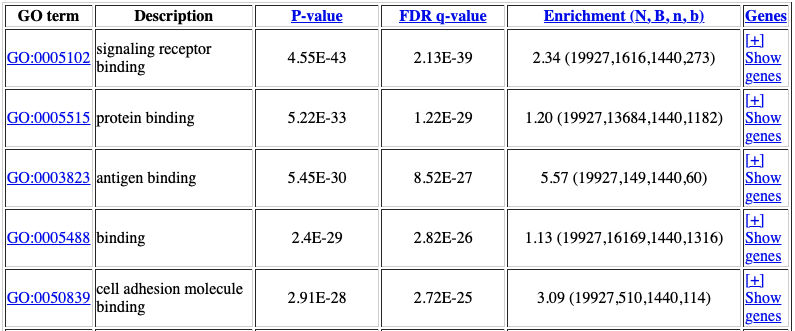 GO term Description P-value FDR q-value Enrichment (N, B, n, b) Genes
GO:0005102 signaling receptor binding 4.55E-43 2.13E-39 2.34 (19927,1616,1440,273) [+] Show genes
GO:0005515 protein binding 5.22E-33 1.22E-29 1.20 (19927,13684,1440,1182) [+] Show genes
GO:0003823 antigen binding 5.45E-30 8.52E-27 5.57 (19927,149,1440,60) [+] Show genes
GO:0005488 binding 2.4E-29 2.82E-26 1.13 (19927,16169,1440,1316) [+] Show genes
GO:0050839 cell adhesion molecule binding 2.91E-28 2.72E-25 3.09 (19927,510,1440,114) [+] Show genes